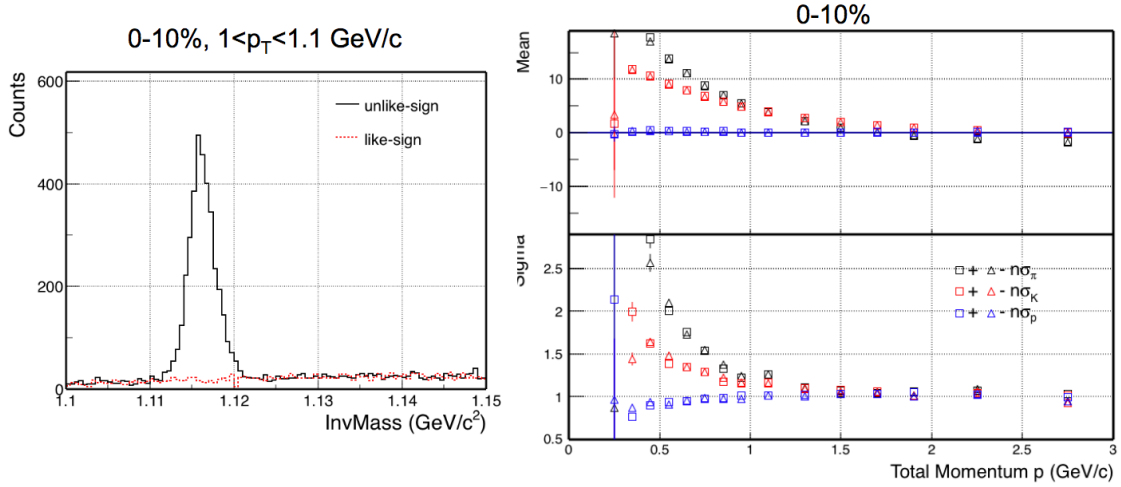 0-10%, 1<p_T<1.1 GeV/c
Counts
600
400
200
0
unlike-sign
like-sign
1.1 1.11 1.12 1.13 1.14 1.15
InvMass (GeV/c²)
0-10%
Mean
10
0
−10
Sigma
2.5
2
1.5
1
0.5
+ - nσ_π
+ - nσ_K
+ - nσ_p
0 0.5 1 1.5 2 2.5 3
Total Momentum p (GeV/c)